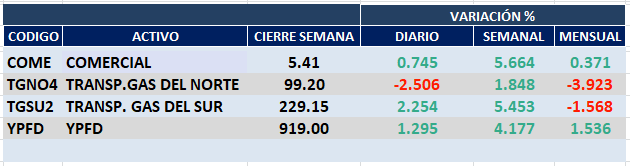 VARIACIÓN %
CODIGO ACTIVO CIERRE SEMANA DIARIO SEMANAL MENSUAL
COME COMERCIAL 5.41 0.745 5.664 0.371
TGNO4 TRANSP.GAS DEL NORTE 99.20 -2.506 1.848 -3.923
TGSU2 TRANSP. GAS DEL SUR 229.15 2.254 5.453 -1.568
YPFD YPFD 919.00 1.295 4.177 1.536